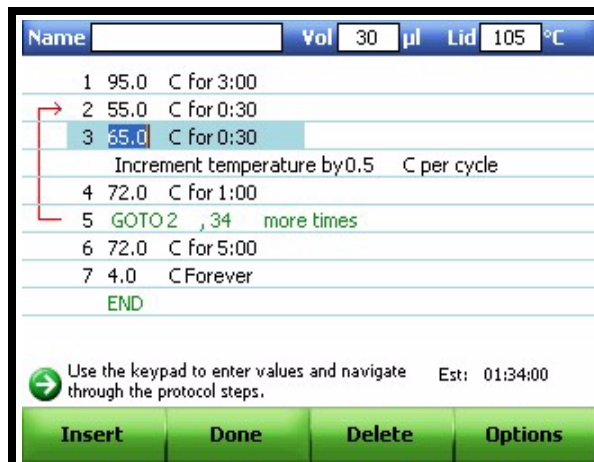 Name Vol 30 µl Lid 105 °C
1 95.0 C for 3:00
2 55.0 C for 0:30
3 65.0 C for 0:30
Increment temperature by 0.5 C per cycle
4 72.0 C for 1:00
5 GOTO 2 , 34 more times
6 72.0 C for 5:00
7 4.0 C Forever
END
Use the keypad to enter values and navigate
through the protocol steps.
Est: 01:34:00
Insert Done Delete Options